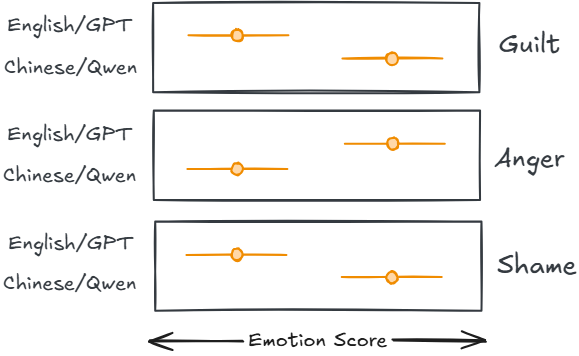 English/GPT
Chinese/Qwen
Guilt
English/GPT
Chinese/Qwen
Anger
English/GPT
Chinese/Qwen
Shame
Emotion Score